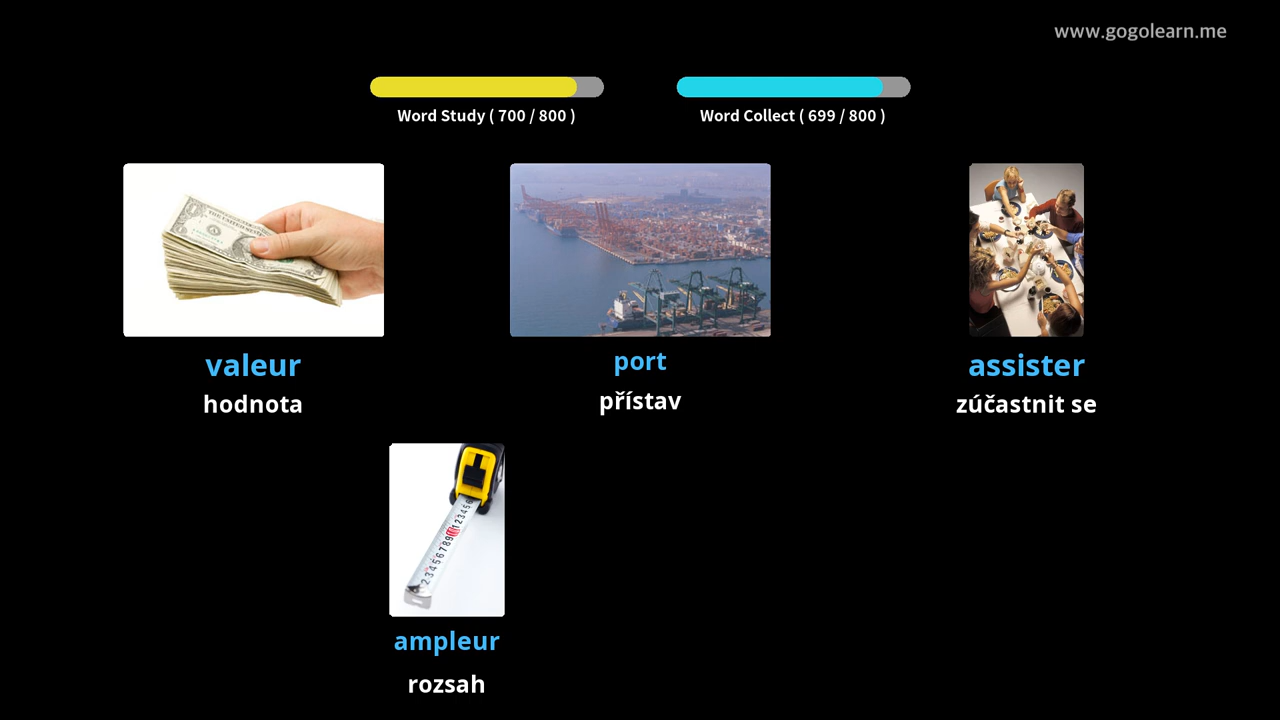 www.gogolearn.me
Word Study ( 700 / 800 )
Word Collect ( 699 / 800 )
valeur
hodnota
port
přístav
assister
zúčastnit se
ampleur
rozsah